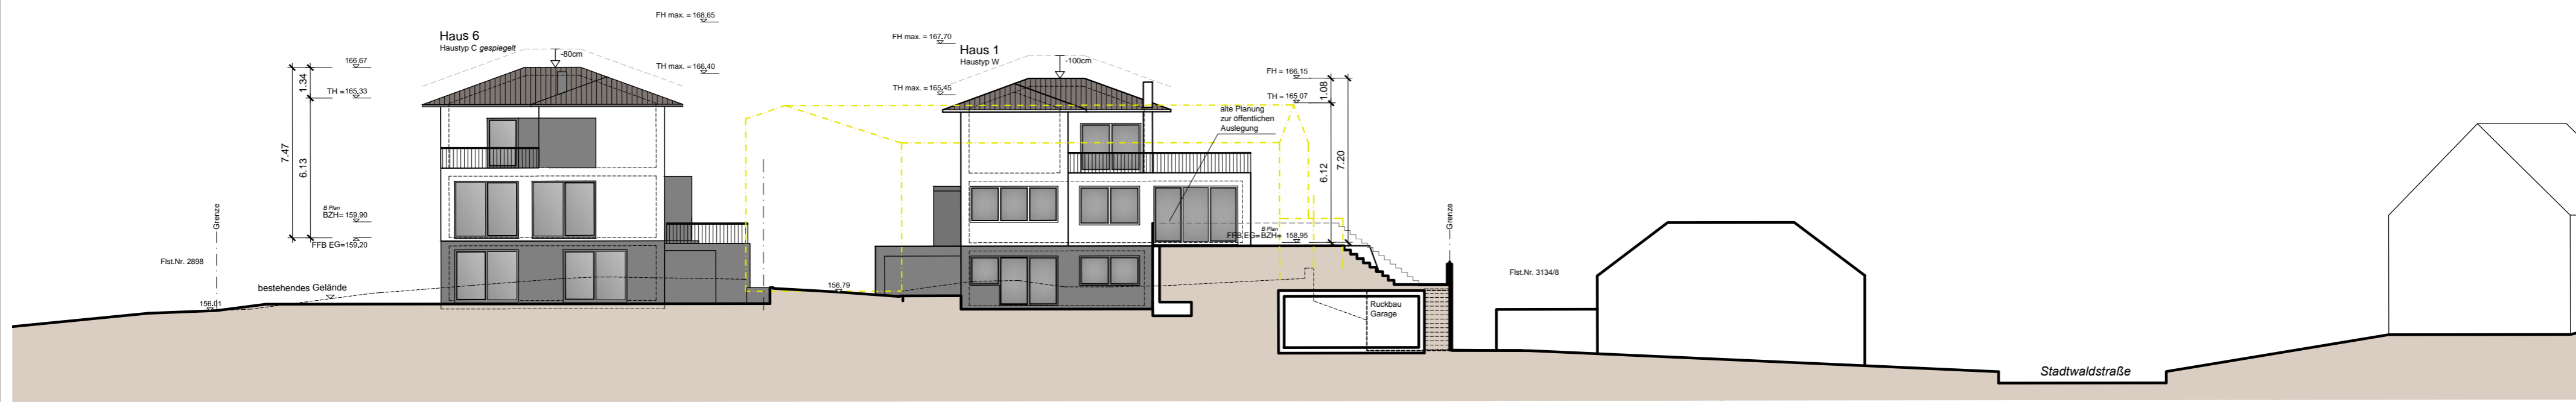 FH max. = 168,65
Haus 6
Haustyp C gespiegelt
-80cm
166,67
TH max. = 166,40
TH =165,33
1.34
7.47
6.13
B Plan
BZH= 159,90
FFB EG=159,20
Grenze
Flst.Nr. 2898
bestehendes Gelände
156,01
156,79
FH max. = 167,70
Haus 1
Haustyp W
-100cm
TH max. = 165,45
FH = 166,15
TH = 165,07
1.08
alte Planung
zur öffentlichen
Auslegung
6.12
7.20
B Plan
FFB EG=BZH= 158,95
Grenze
Ruckbau
Garage
Flst.Nr. 3134/8
Stadtwaldstraße